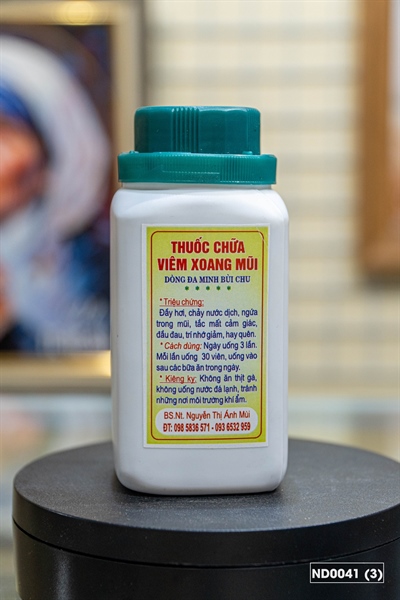 THUỐC CHỮA
VIÊM XOANG MŨI
DÒNG ĐA MINH BÙI CHU
* Triệu chứng:
Đầy hơi, chảy nước dịch, ngứa
trong mũi, tắc mất cảm giác,
đầu đau, trí nhớ giảm, hay quên.
* Cách dùng: Ngày uống 3 lần.
Mỗi lần uống 30 viên, uống vào
sau các bữa ăn trong ngày.
* Kiêng kỵ: Không ăn thịt gà,
không uống nước đá lạnh, tránh
những nơi môi trường khí ẩm.
BS.Nt. Nguyễn Thị Ánh Mùi
ĐT: 098 5836 571 - 093 6532 959
ND0041 (3)